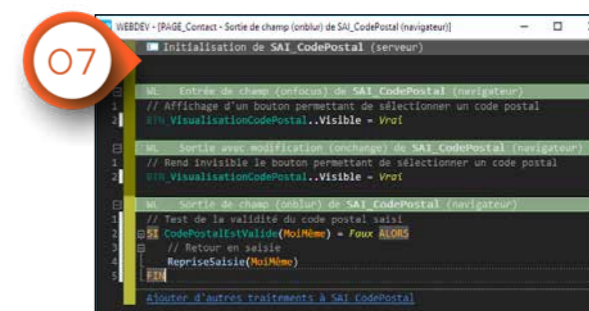 WEBDEV - [PAGE_Contact - Sortie de champ (onblur) de SAI_CodePostal (navigateur)]
07
Initialisation de SAI_CodePostal (serveur)
WL Entrée de champ (onfocus) de SAI_CodePostal (navigateur)
1 // Affichage d'un bouton permettant de sélectionner un code postal
2 BTN_VisualisationCodePostal..Visible = Vrai
WL Sortie avec modification (onchange) de SAI_CodePostal (navigateur)
1 // Rend invisible le bouton permettant de sélectionner un code postal
2 BTN_VisualisationCodePostal..Visible = Vrai
WL Sortie de champ (onblur) de SAI_CodePostal (navigateur)
1 // Test de la validité du code postal saisi
2 SI CodePostalEstValide(MoiMême) = Faux ALORS
3 // Retour en saisie
4 RepriseSaisie(MoiMême)
5 FIN
Ajouter d'autres traitements à SAI_CodePostal